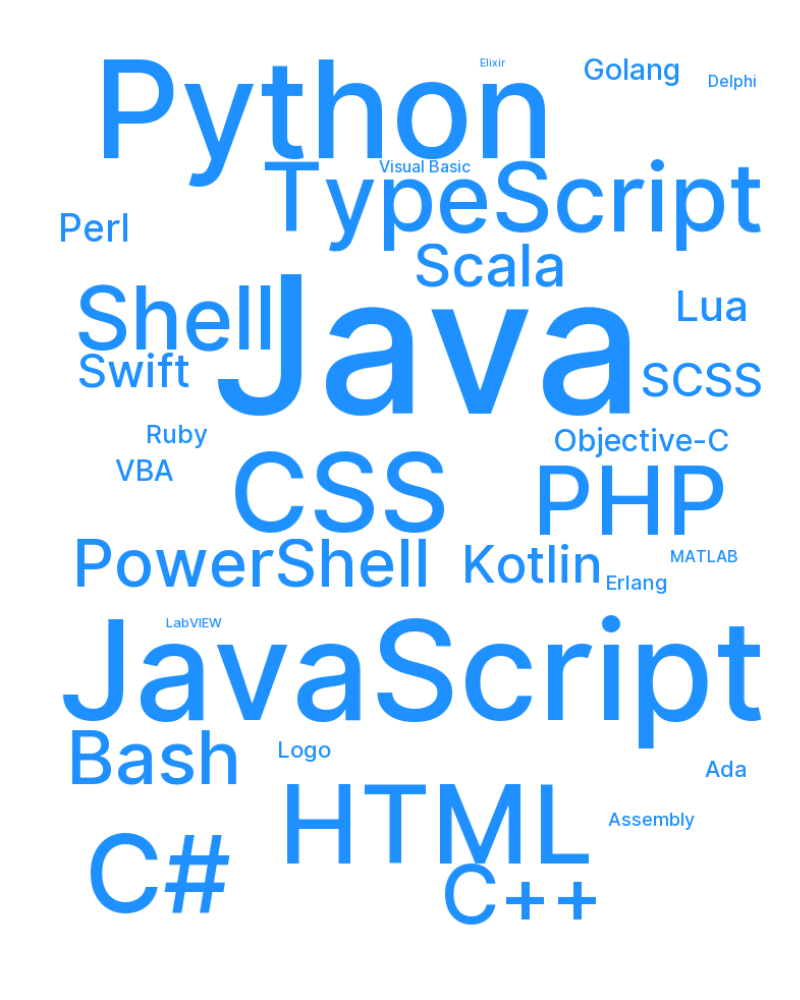 Elixir
Golang
Delphi
Python
Visual Basic
TypeScript
Perl
Scala
Shell
Java
Lua
Swift
SCSS
Ruby
Objective-C
VBA
CSS
PHP
PowerShell
Kotlin
MATLAB
Erlang
LabVIEW
JavaScript
Bash
Logo
Ada
HTML
Assembly
C#
C++